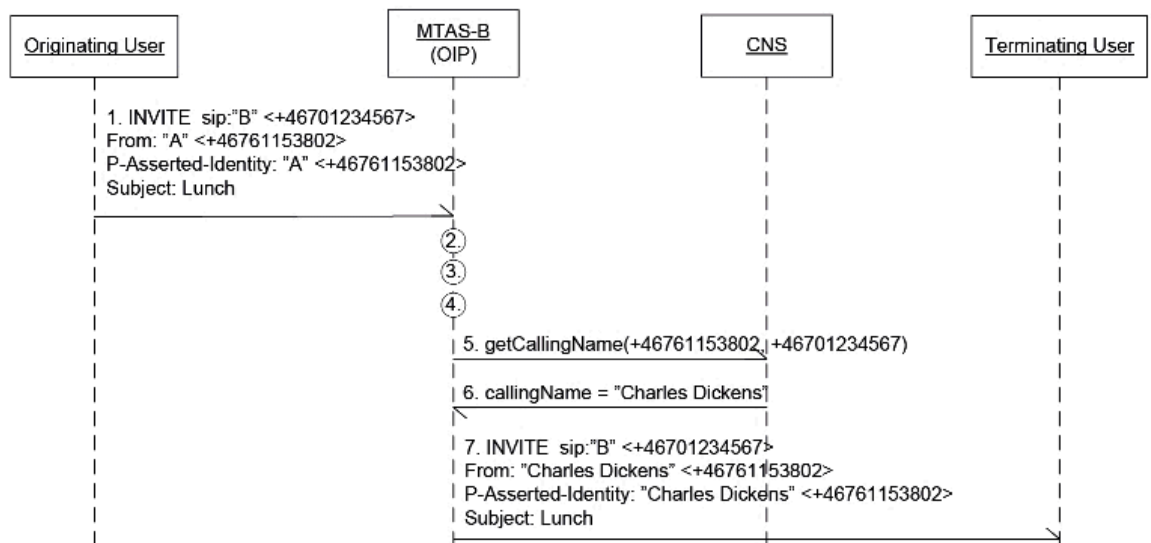 Originating User
MTAS-B
(OIP)
CNS
Terminating User
1. INVITE  sip:”B” <+46701234567>
From: "A" <+46761153802>
P-Asserted-Identity: "A" <+46761153802>
Subject: Lunch
2.
3.
4.
5. getCallingName(+46761153802, +46701234567)
6. callingName = ”Charles Dickens”
7. INVITE  sip:”B” <+46701234567>
From: ”Charles Dickens” <+46761153802>
P-Asserted-Identity: ”Charles Dickens” <+46761153802>
Subject: Lunch